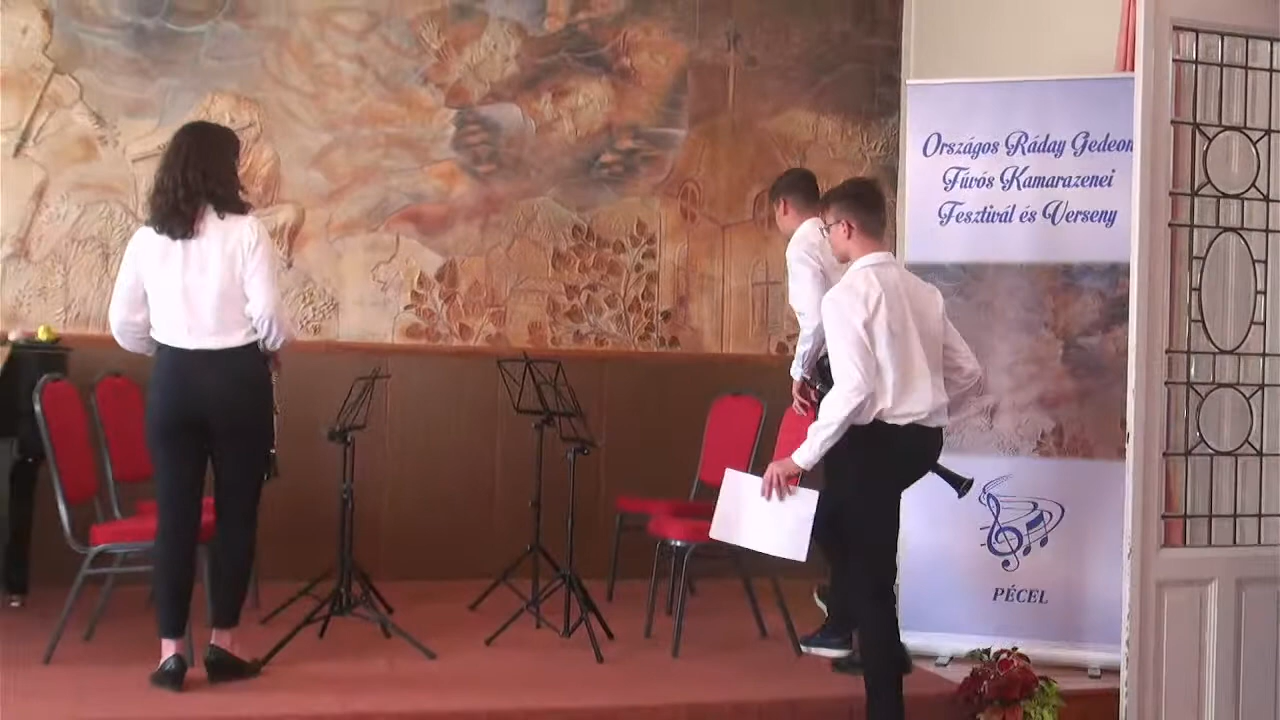 Országos Ráday Gedeon
Fúvós Kamarazenei
Fesztivál és Verseny
PÉCEL